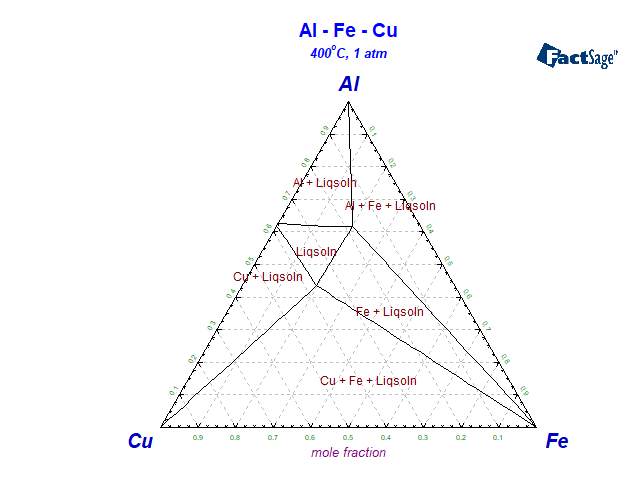 Al - Fe - Cu
400°C, 1 atm
FactSage
Al
0.9
0.1
0.8
0.2
Al + Liqsoln
0.7
0.3
Al + Fe + Liqsoln
0.6
0.4
Liqsoln
0.5
0.5
Cu + Liqsoln
0.4
0.6
Fe + Liqsoln
0.3
0.7
0.2
0.8
Cu + Fe + Liqsoln
0.1
0.9
Cu
Fe
0.9 0.8 0.7 0.6 0.5 0.4 0.3 0.2 0.1
mole fraction